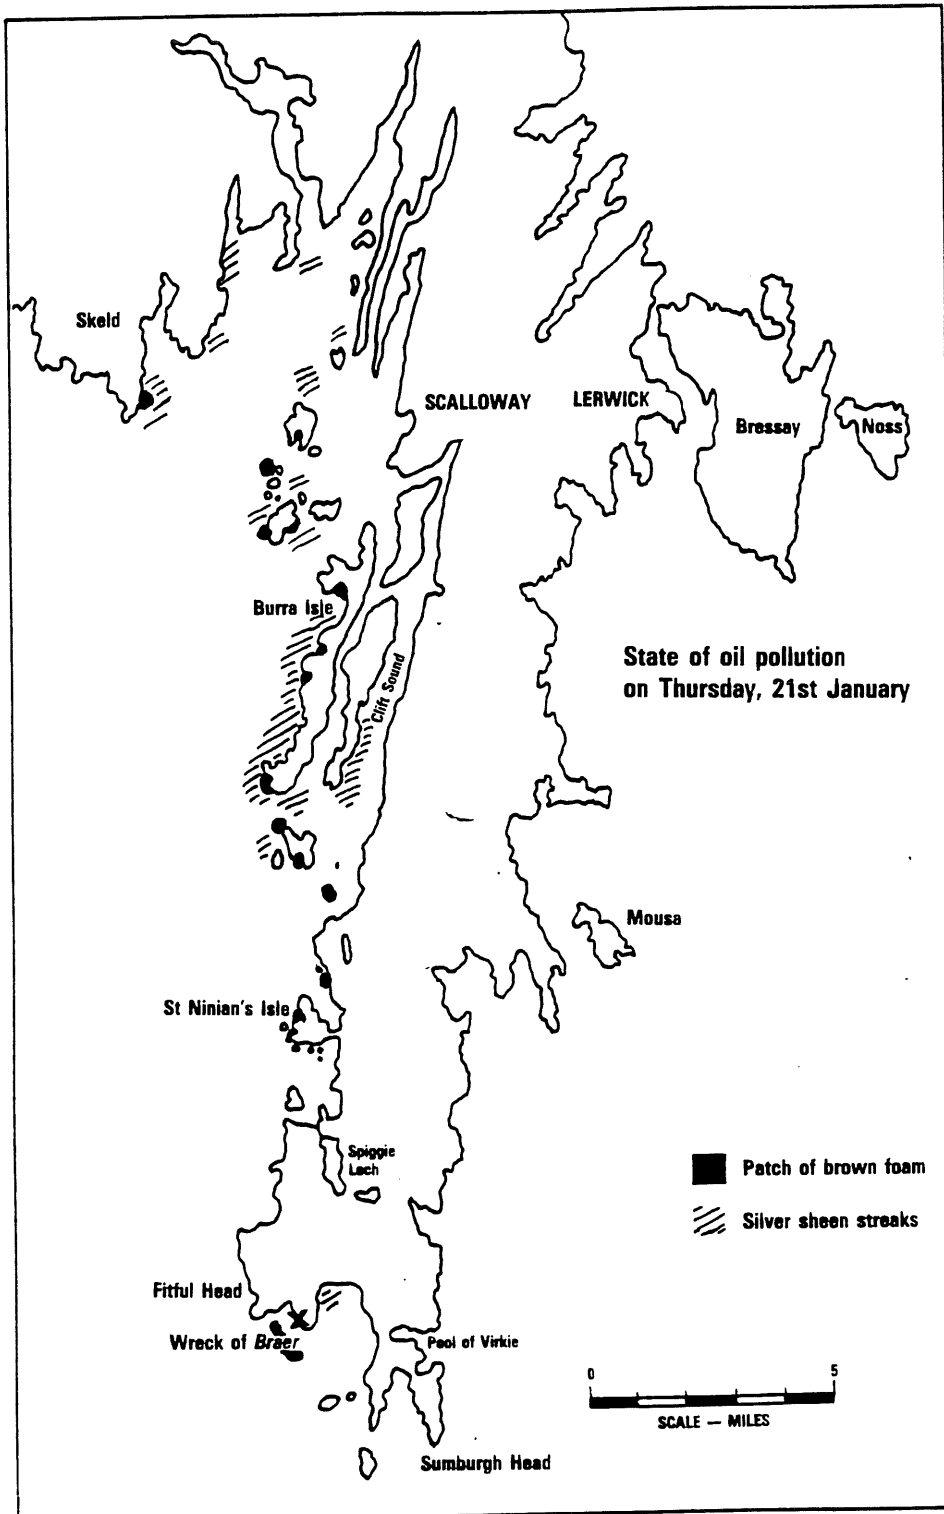 Skeld
SCALLOWAY
LERWICK
Bressay
Noss
Burra Isle
Clift Sound
State of oil pollution
on Thursday, 21st January
Mousa
St Ninian's Isle
Spiggie
Loch
Patch of brown foam
Silver sheen streaks
Fitful Head
X
Wreck of Braer
Pool of Virkie
0 5
SCALE — MILES
Sumburgh Head